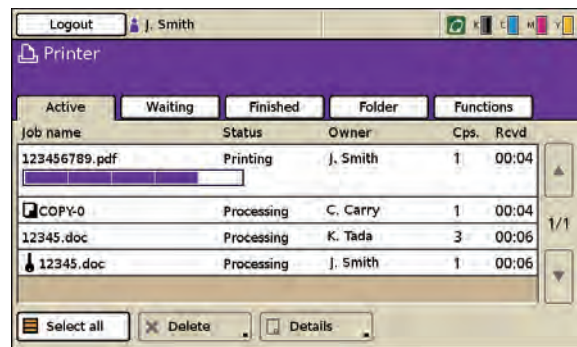 Logout J. Smith K C M Y
Printer
Active Waiting Finished Folder Functions
Job name Status Owner Cps. Rcvd
123456789.pdf Printing J. Smith 1 00:04
COPY-0 Processing C. Carry 1 00:04
1/1
12345.doc Processing K. Tada 3 00:06
12345.doc Processing J. Smith 1 00:06
Select all Delete Details